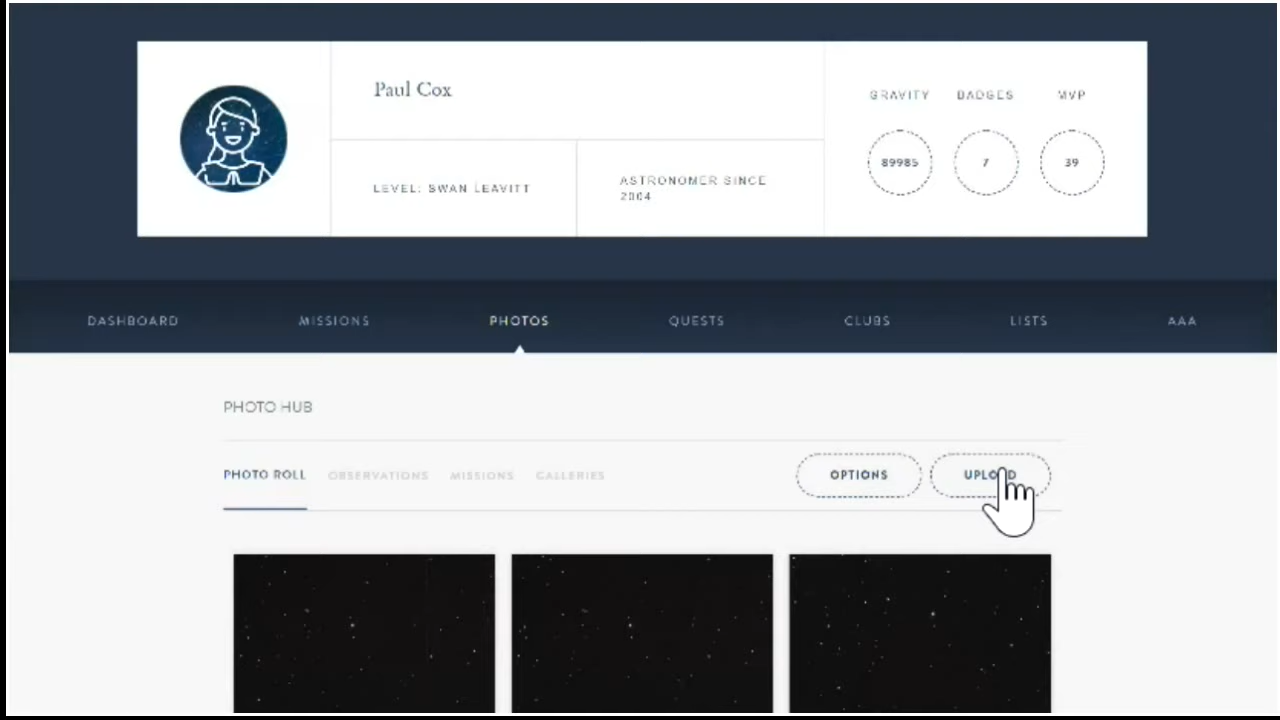 Paul Cox
GRAVITY BADGES MVP
89985 7 39
LEVEL: SWAN LEAVITT
ASTRONOMER SINCE
2004
DASHBOARD MISSIONS PHOTOS QUESTS CLUBS LISTS AAA
PHOTO HUB
PHOTO ROLL OBSERVATIONS MISSIONS GALLERIES OPTIONS UPLOAD